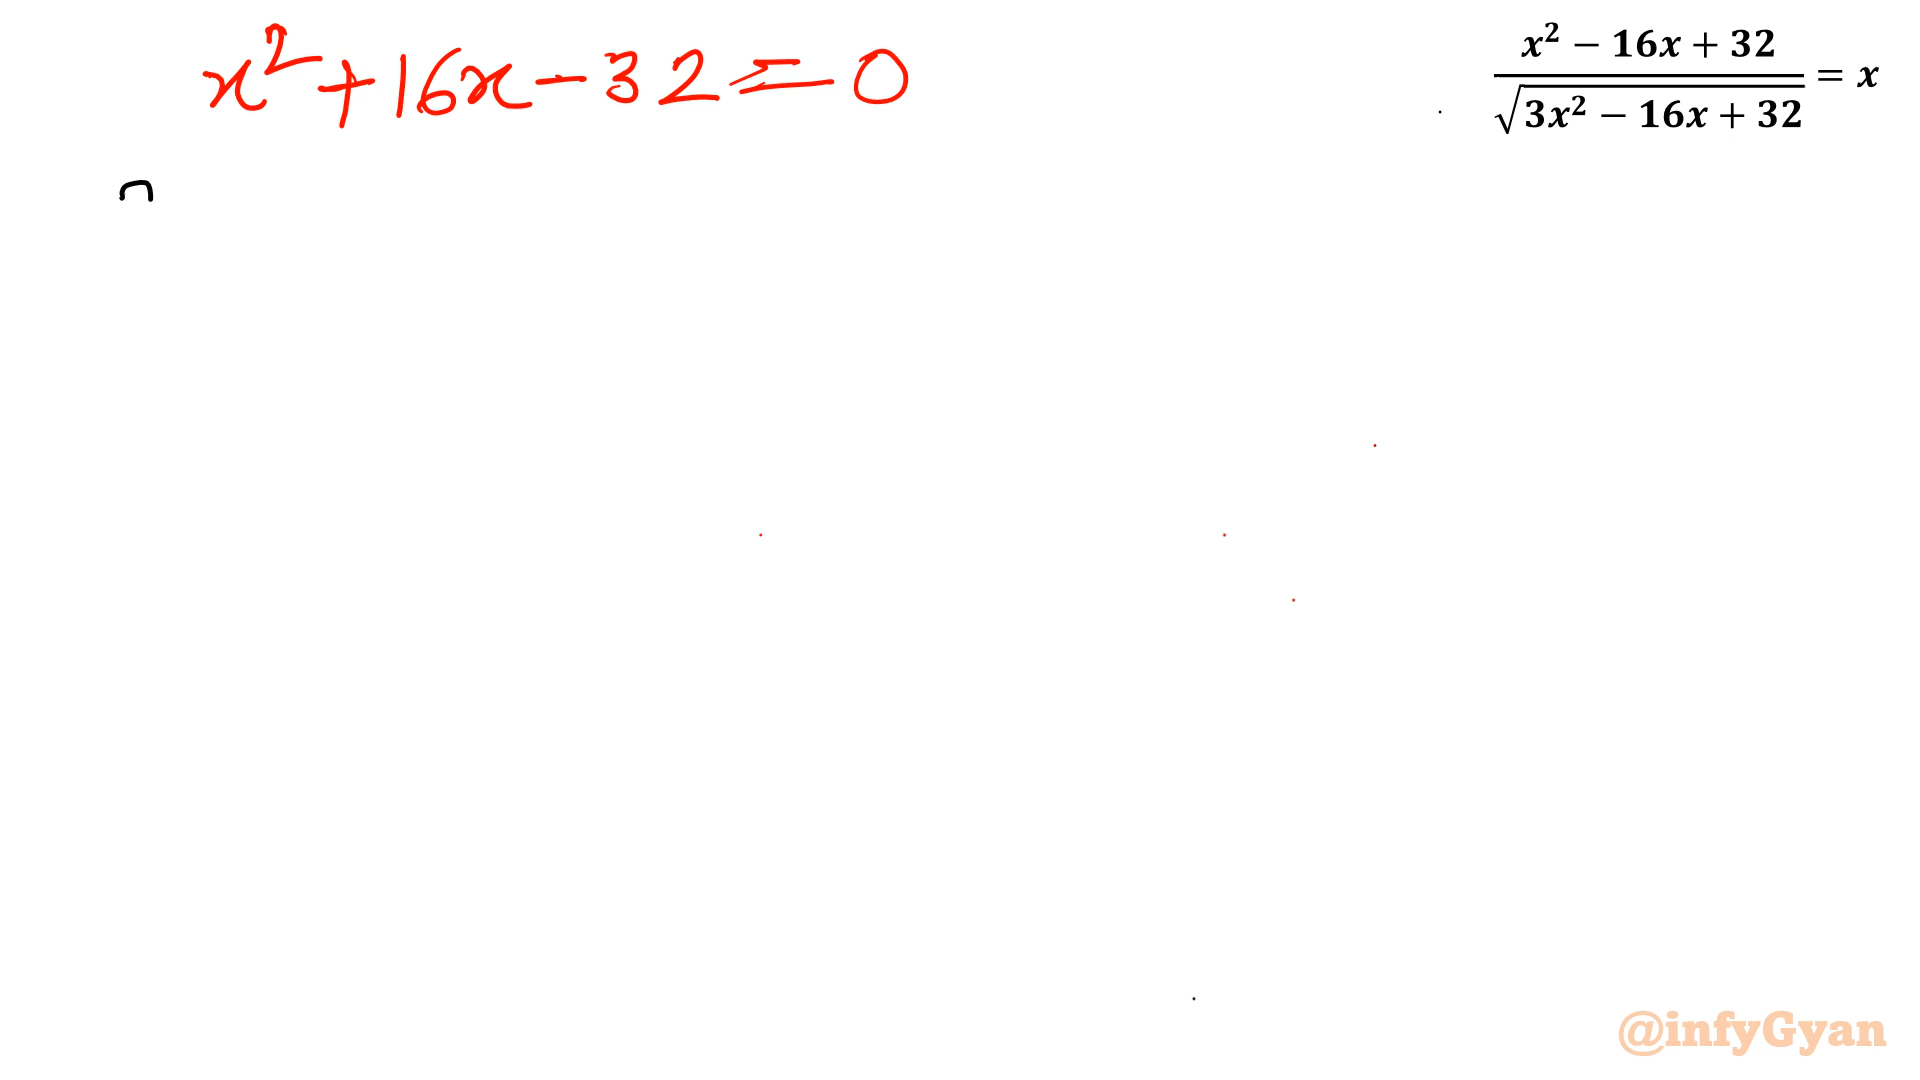 x² + 16x - 32 = 0
x² − 16x + 32
√3x² − 16x + 32 = x
@infyGyan